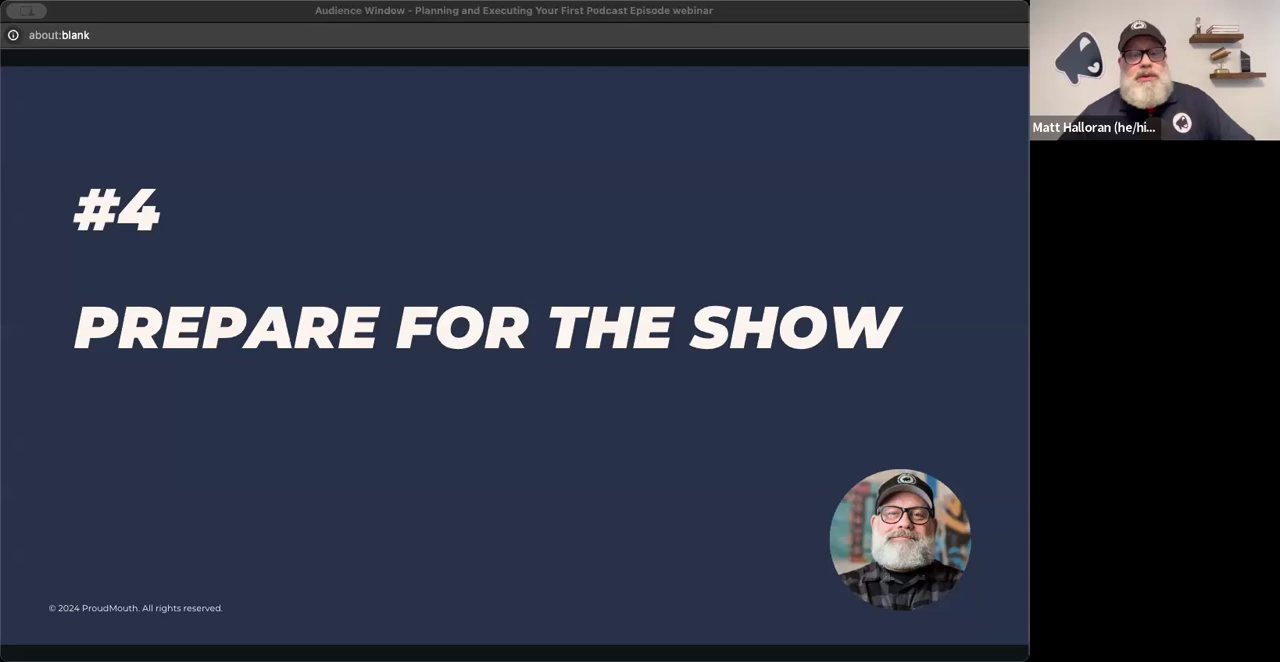 Audience Window - Planning and Executing Your First Podcast Episode webinar
about:blank
Matt Halloran (he/hi...
#4
PREPARE FOR THE SHOW
© 2024 ProudMouth. All rights reserved.